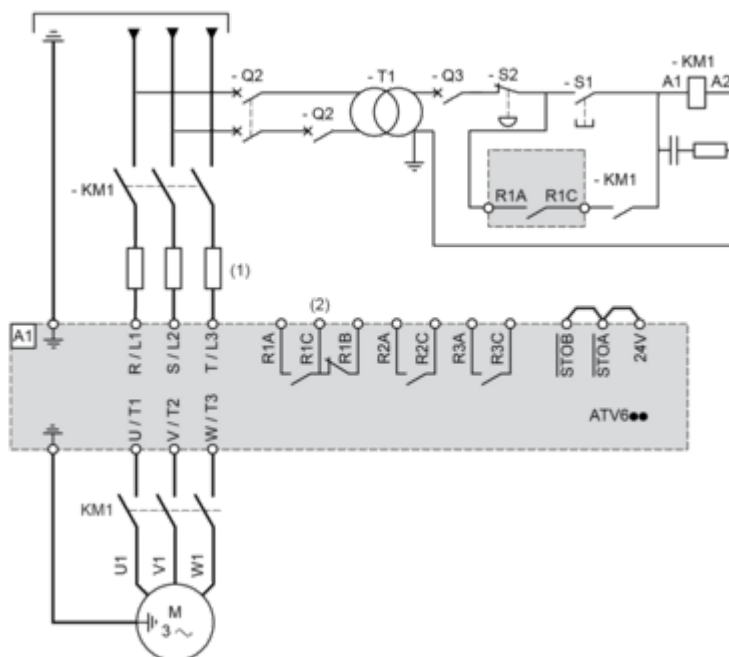 - Q2
- T1
- Q3
- S2
- S1
- KM1
A1
A2
- Q2
- KM1
R1A
R1C
- KM1
(1)
(2)
A1
R / L1
S / L2
T / L3
R1A
R1C
R1B
R2A
R2C
R3A
R3C
STOB
STOA
24V
U / T1
V / T2
W / T3
ATV6●●
KM1
U1
V1
W1
M
3 ~